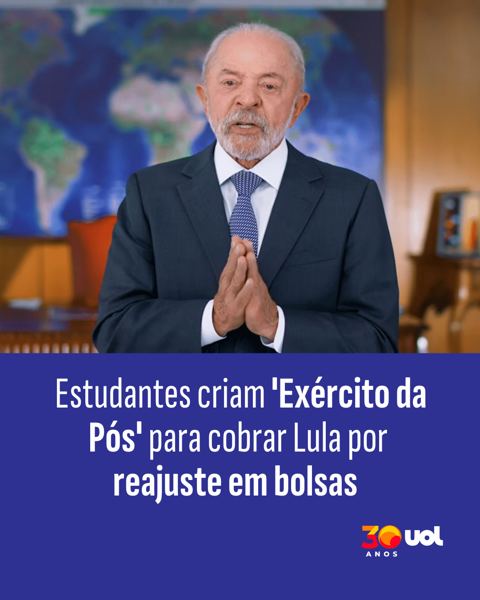 Estudantes criam 'Exército da
Pós' para cobrar Lula por
reajuste em bolsas
30 uol
ANOS